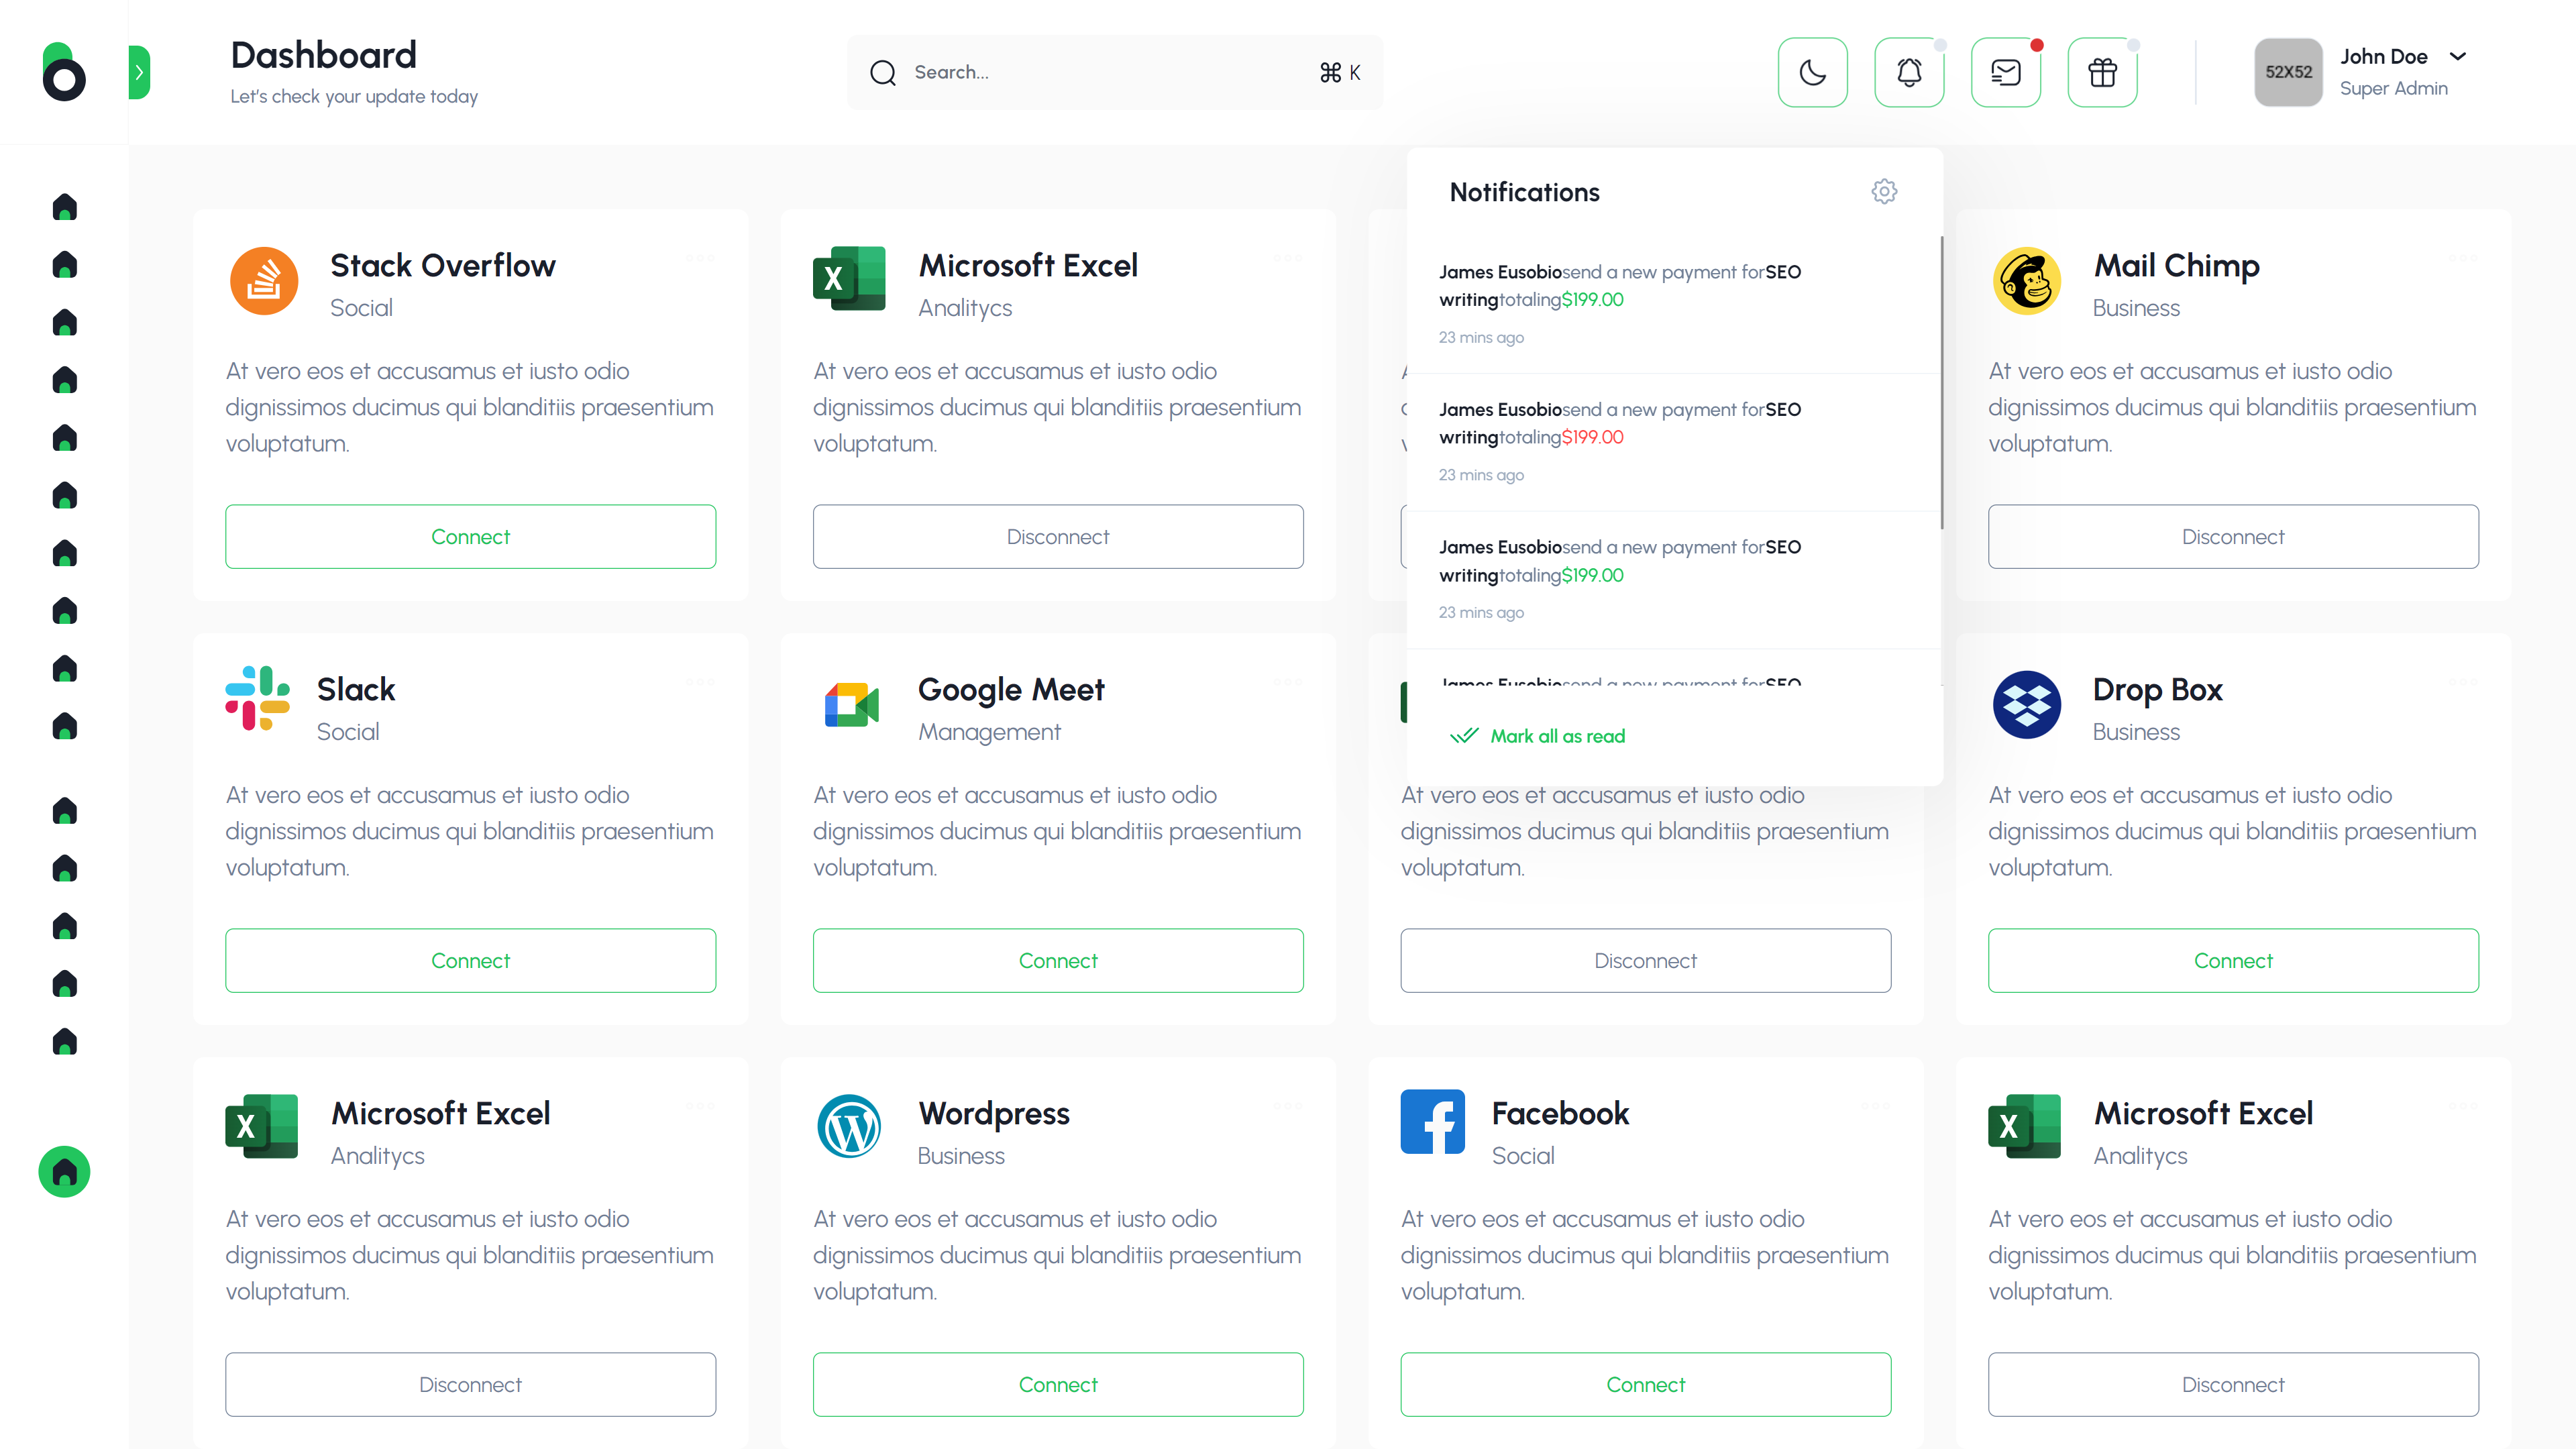 Dashboard
Let's check your update today
Search...
⌘ K
52X52
John Doe
Super Admin
Notifications
James Eusobiosend a new payment forSEO
writingtotaling$199.00
23 mins ago
James Eusobiosend a new payment forSEO
writingtotaling$199.00
23 mins ago
James Eusobiosend a new payment forSEO
writingtotaling$199.00
23 mins ago
James Eusobiosend a new payment forSEO
Mark all as read
Stack Overflow
Social
At vero eos et accusamus et iusto odio
dignissimos ducimus qui blanditiis praesentium
voluptatum.
Connect
Microsoft Excel
Analitycs
At vero eos et accusamus et iusto odio
dignissimos ducimus qui blanditiis praesentium
voluptatum.
Disconnect
Mail Chimp
Business
At vero eos et accusamus et iusto odio
dignissimos ducimus qui blanditiis praesentium
voluptatum.
Disconnect
Slack
Social
At vero eos et accusamus et iusto odio
dignissimos ducimus qui blanditiis praesentium
voluptatum.
Connect
Google Meet
Management
At vero eos et accusamus et iusto odio
dignissimos ducimus qui blanditiis praesentium
voluptatum.
Connect
At vero eos et accusamus et iusto odio
dignissimos ducimus qui blanditiis praesentium
voluptatum.
Disconnect
Drop Box
Business
At vero eos et accusamus et iusto odio
dignissimos ducimus qui blanditiis praesentium
voluptatum.
Connect
Microsoft Excel
Analitycs
At vero eos et accusamus et iusto odio
dignissimos ducimus qui blanditiis praesentium
voluptatum.
Disconnect
Wordpress
Business
At vero eos et accusamus et iusto odio
dignissimos ducimus qui blanditiis praesentium
voluptatum.
Connect
Facebook
Social
At vero eos et accusamus et iusto odio
dignissimos ducimus qui blanditiis praesentium
voluptatum.
Connect
Microsoft Excel
Analitycs
At vero eos et accusamus et iusto odio
dignissimos ducimus qui blanditiis praesentium
voluptatum.
Disconnect